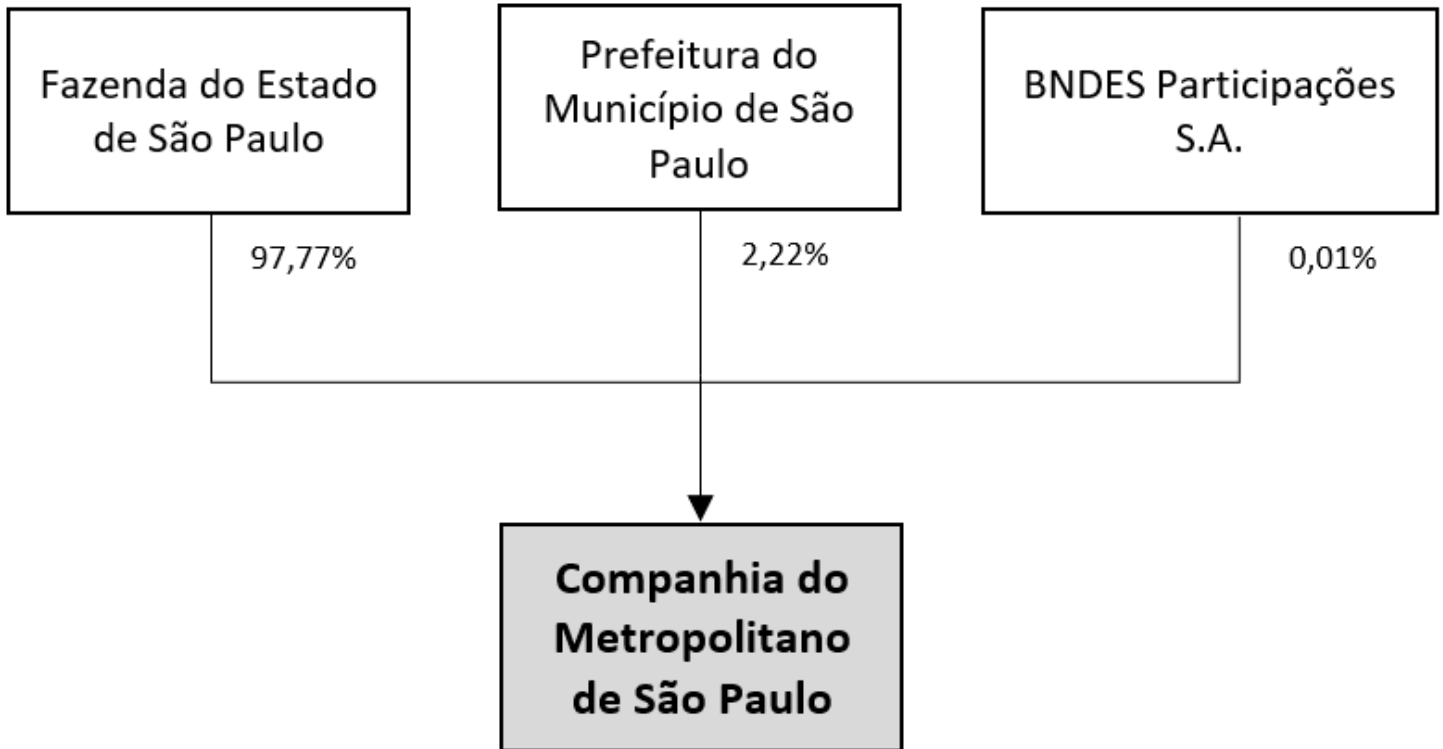 Fazenda do Estado
de São Paulo
Prefeitura do
Município de São
Paulo
BNDES Participações
S.A.
97,77%
2,22%
0,01%
Companhia do
Metropolitano
de São Paulo